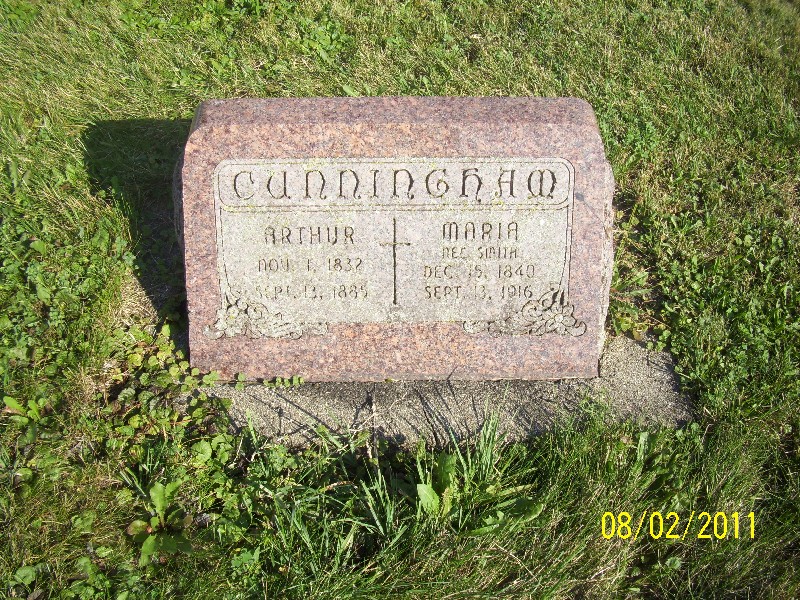 CUNNINGHAM
ARTHUR
NOV. 1, 1832
SEPT. 13, 1885
MARIA
NEE SMITH
DEC. 15, 1840
SEPT. 13, 1916
08/02/2011